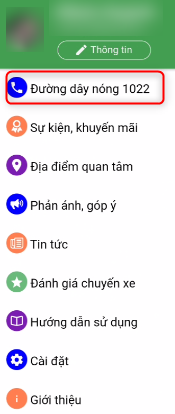 Thông tin
Đường dây nóng 1022
Sự kiện, khuyến mãi
Địa điểm quan tâm
Phán ánh, góp ý
Tin tức
Đánh giá chuyến xe
Hướng dẫn sử dụng
Cài đặt
Giới thiệu